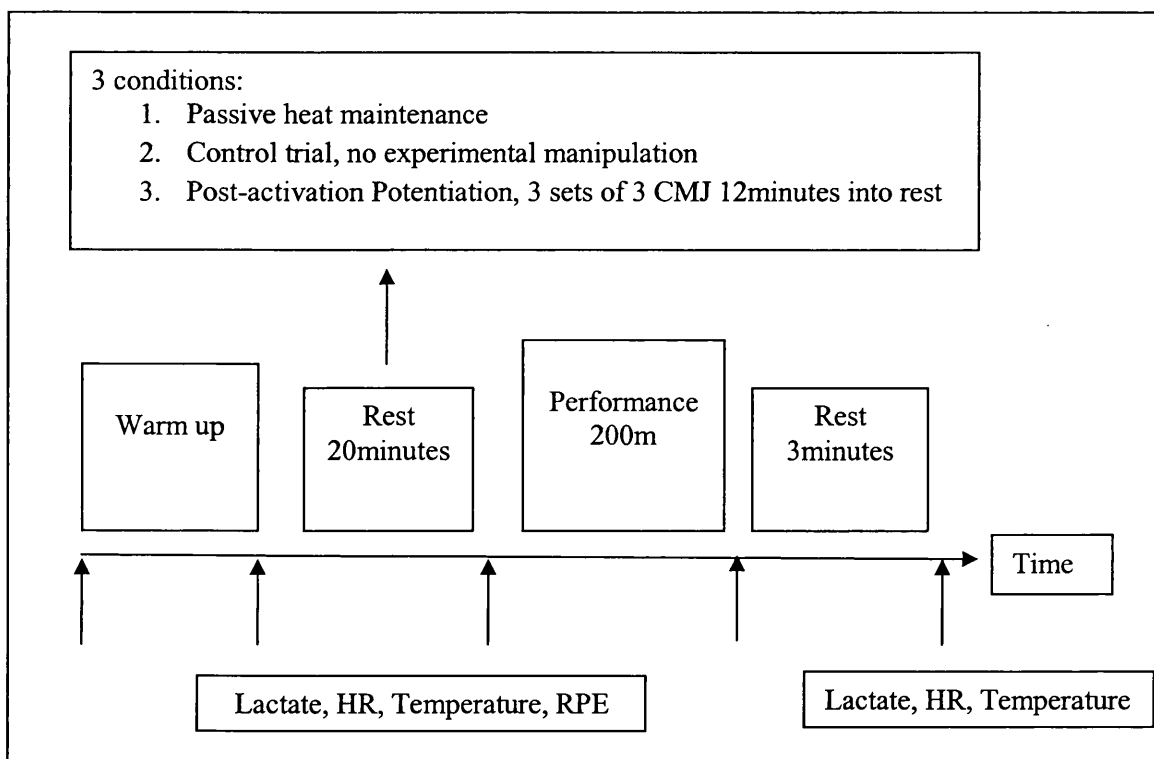 3 conditions:
1. Passive heat maintenance
2. Control trial, no experimental manipulation
3. Post-activation Potentiation, 3 sets of 3 CMJ 12minutes into rest
Warm up
Rest
20minutes
Performance
200m
Rest
3minutes
Time
Lactate, HR, Temperature, RPE
Lactate, HR, Temperature